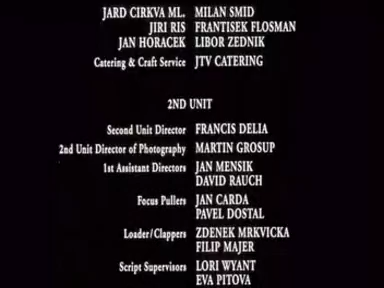 JARD CIRKVA ML. MILAN SMID
JIRI RIS FRANTISEK FLOSMAN
JAN HORACEK LIBOR ZEDNIK
Catering & Craft Service JTV CATERING
2ND UNIT
Second Unit Director FRANCIS DELIA
2nd Unit Director of Photography MARTIN GROSUP
1st Assistant Directors JAN MENSIK
DAVID RAUCH
Focus Pullers JAN CARDA
PAVEL DOSTAL
Loader/Clappers ZDENEK MRKVICKA
FILIP MAJER
Script Supervisors LORI WYANT
EVA PITOVA